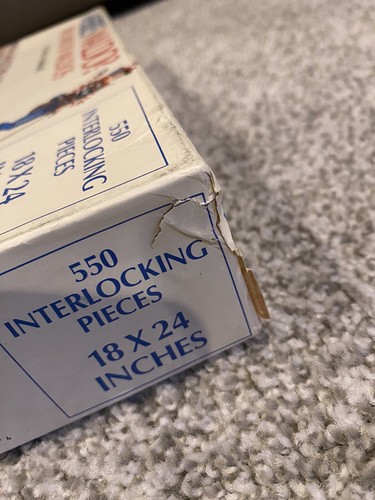 550
INTERLOCKING
PIECES
18 X 24
550
INTERLOCKING
PIECES
18 X 24
INCHES